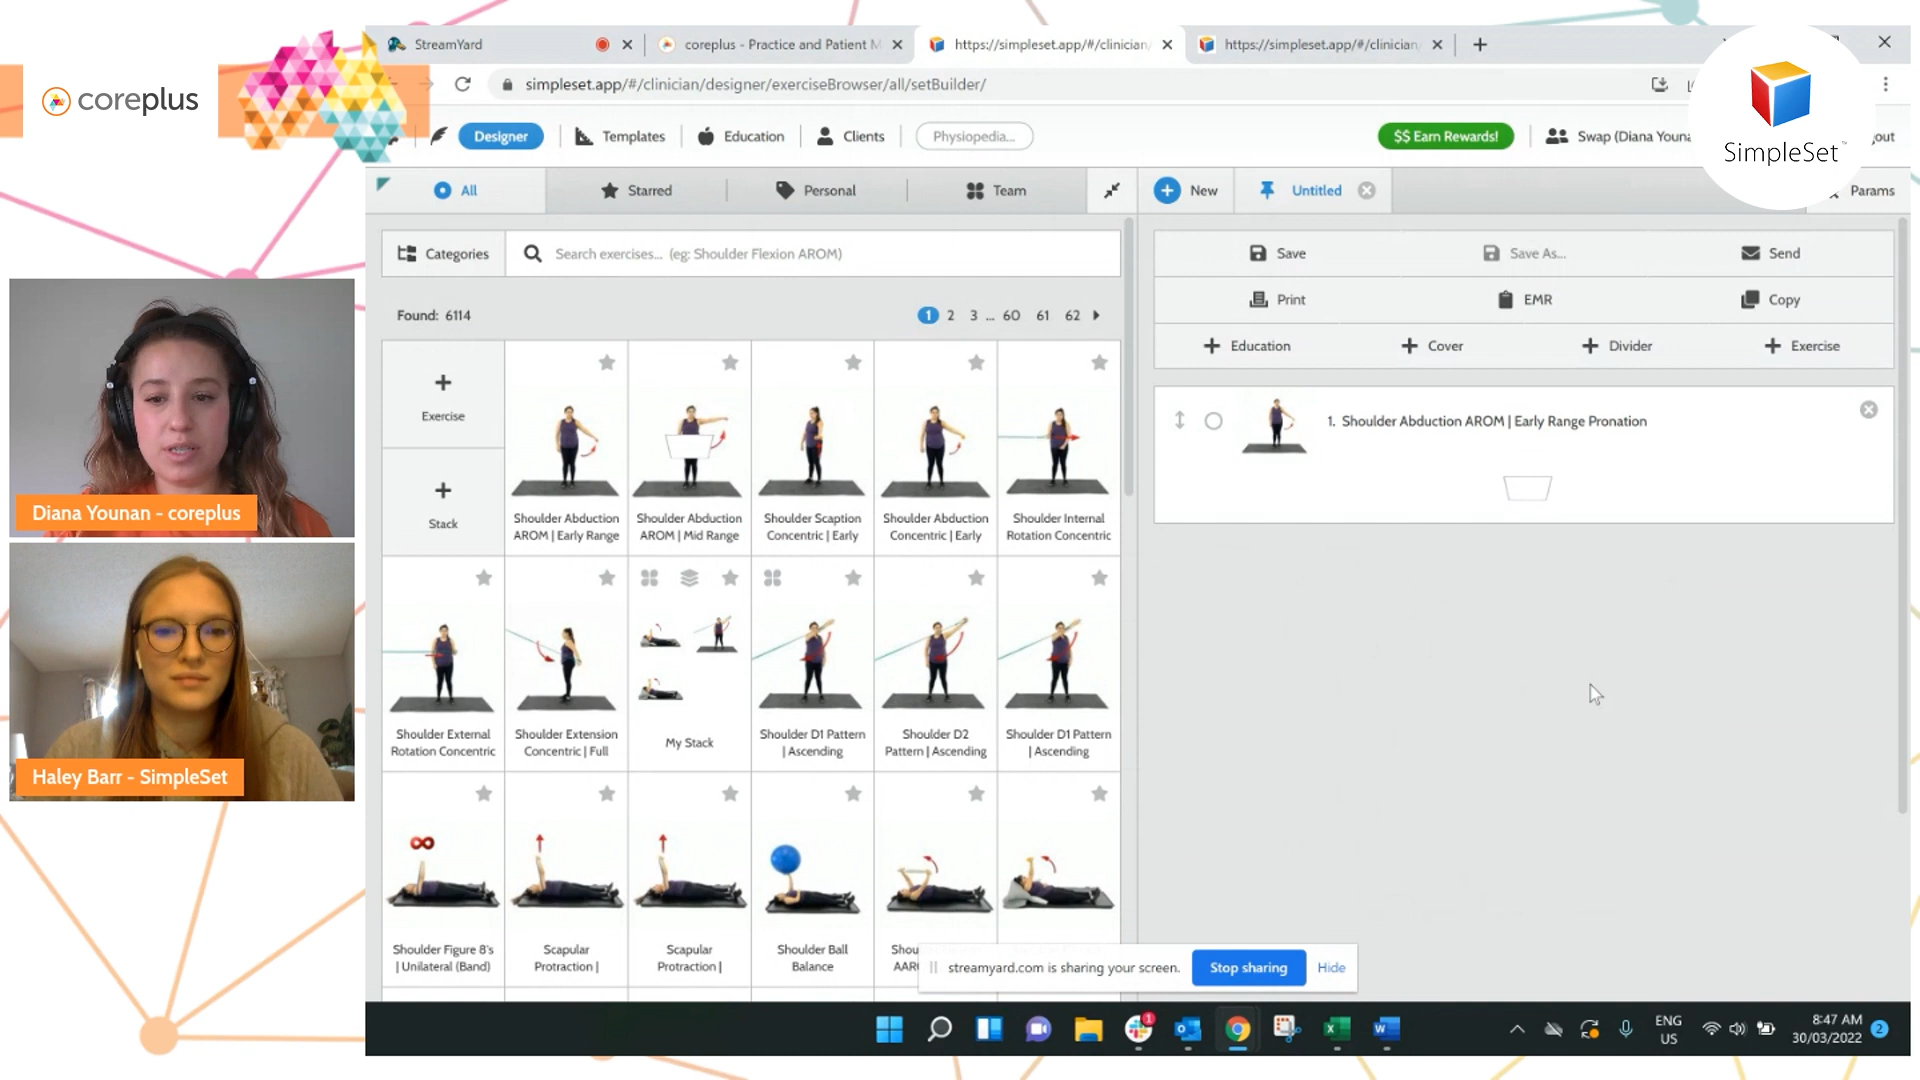 coreplus
StreamYard
coreplus - Practice and Patient M
https://simpleset.app/#/clinician/
https://simpleset.app/#/clinician
simpleset.app/#/clinician/designer/exerciseBrowser/all/setBuilder/
SimpleSet
Designer
Templates
Education
Clients
Physiopedia...
$$ Earn Rewards!
Swap (Diana Youna
out
All
Starred
Personal
Team
New
Untitled
Params
Categories
Search exercises... (eg: Shoulder Flexion AROM)
Save
Save As...
Send
Found: 6114
1 2 3 ... 60 61 62
Print
EMR
Copy
Education
Cover
Divider
Exercise
Exercise
Stack
Shoulder Abduction
AROM | Early Range
Shoulder Abduction
AROM | Mid Range
Shoulder Scaption
Concentric | Early
Shoulder Abduction
Concentric | Early
Shoulder Internal
Rotation Concentric
1. Shoulder Abduction AROM | Early Range Pronation
Shoulder External
Rotation Concentric
Shoulder Extension
Concentric | Full
My Stack
Shoulder D1 Pattern
| Ascending
Shoulder D2
Pattern | Ascending
Shoulder D1 Pattern
| Ascending
Shoulder Figure 8's
| Unilateral (Band)
Scapular
Protraction |
Scapular
Protraction |
Shoulder Ball
Balance
Shou
AAR
Diana Younan - coreplus
Haley Barr - SimpleSet
streamyard.com is sharing your screen.
Stop sharing
Hide
1
ENG
US
8:47 AM
30/03/2022
2